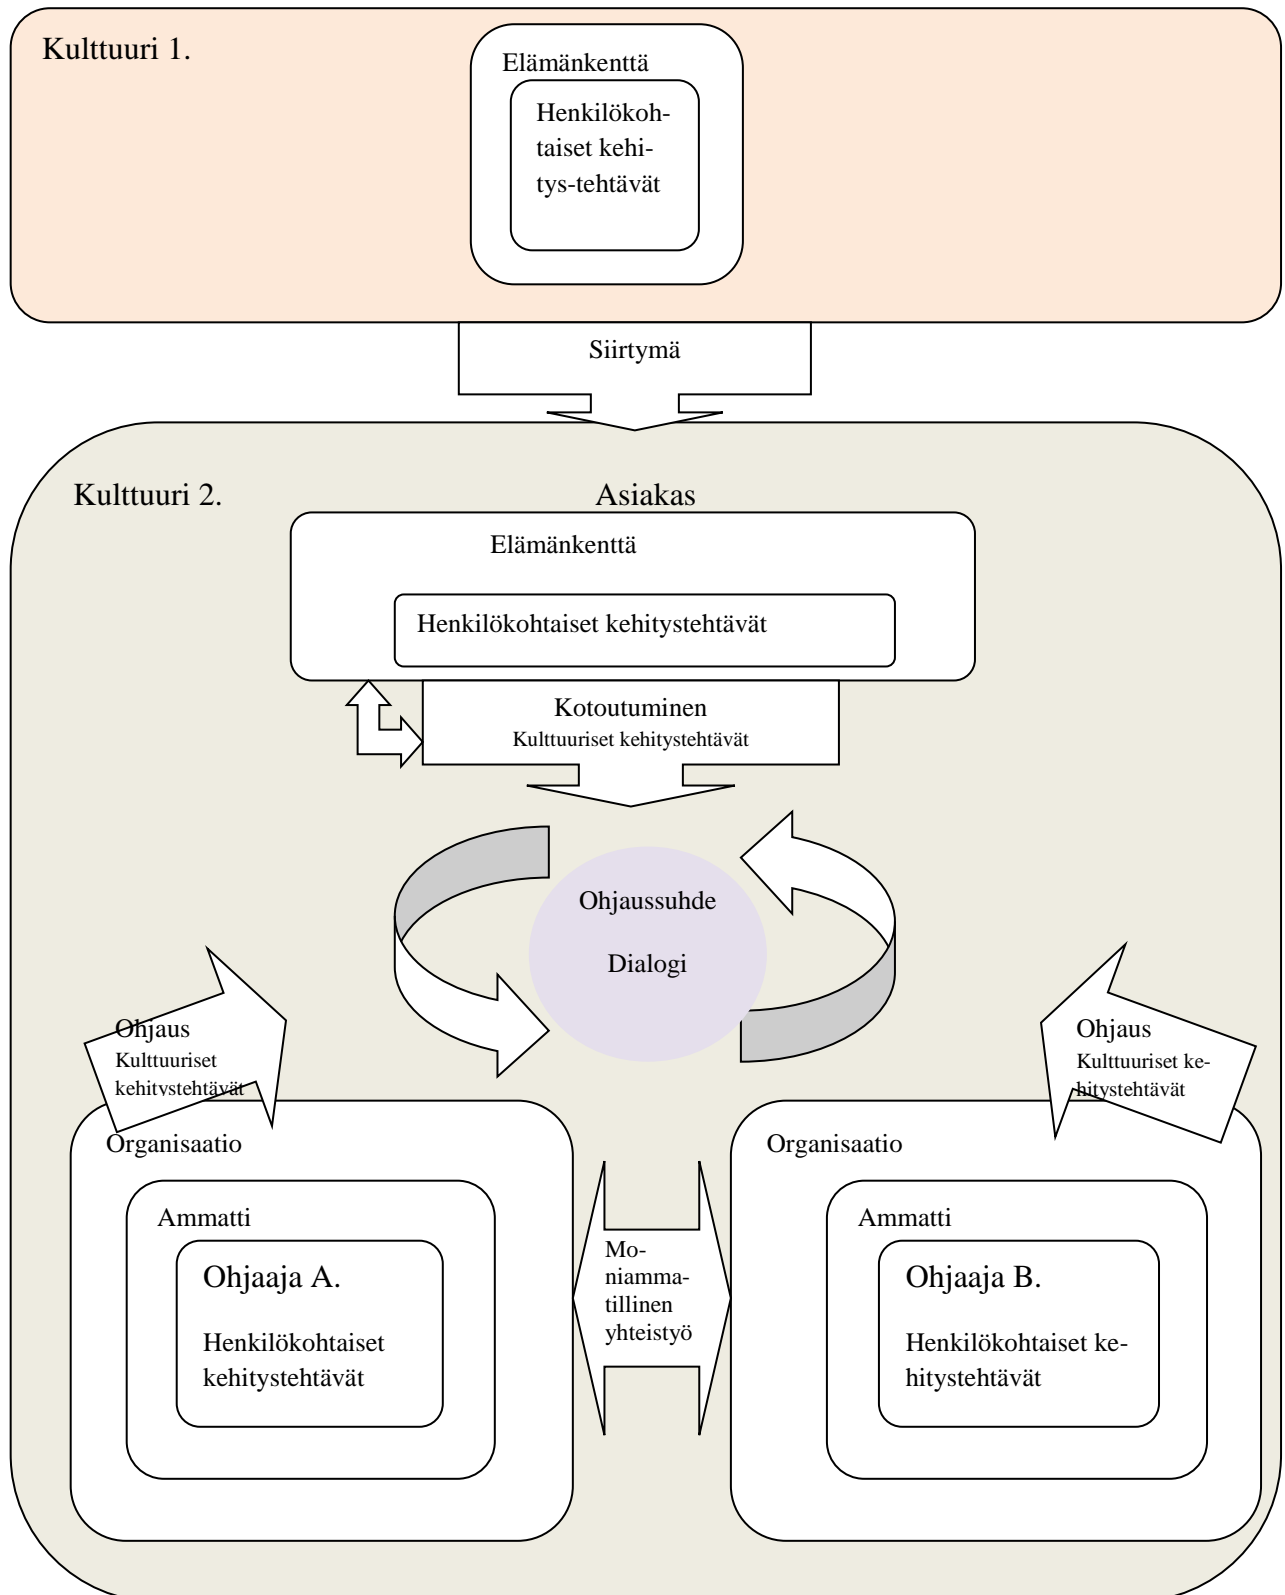 Kulttuuri 1.
Elämänkenttä
Henkilökoh-
taiset kehi-
tys-tehtävät
Siirtymä
Kulttuuri 2.
Asiakas
Elämänkenttä
Henkilökohtaiset kehitystehtävät
Kotoutuminen
Kulttuuriset kehitystehtävät
Ohjaussuhde
Dialogi
Ohjaus
Kulttuuriset
kehitystehtävät
Ohjaus
Kulttuuriset ke-
hitystehtävät
Organisaatio
Ammatti
Ohjaaja A.
Henkilökohtaiset
kehitystehtävät
Mo-
niamma-
tillinen
yhteistyö
Organisaatio
Ammatti
Ohjaaja B.
Henkilökohtaiset ke-
hitystehtävät